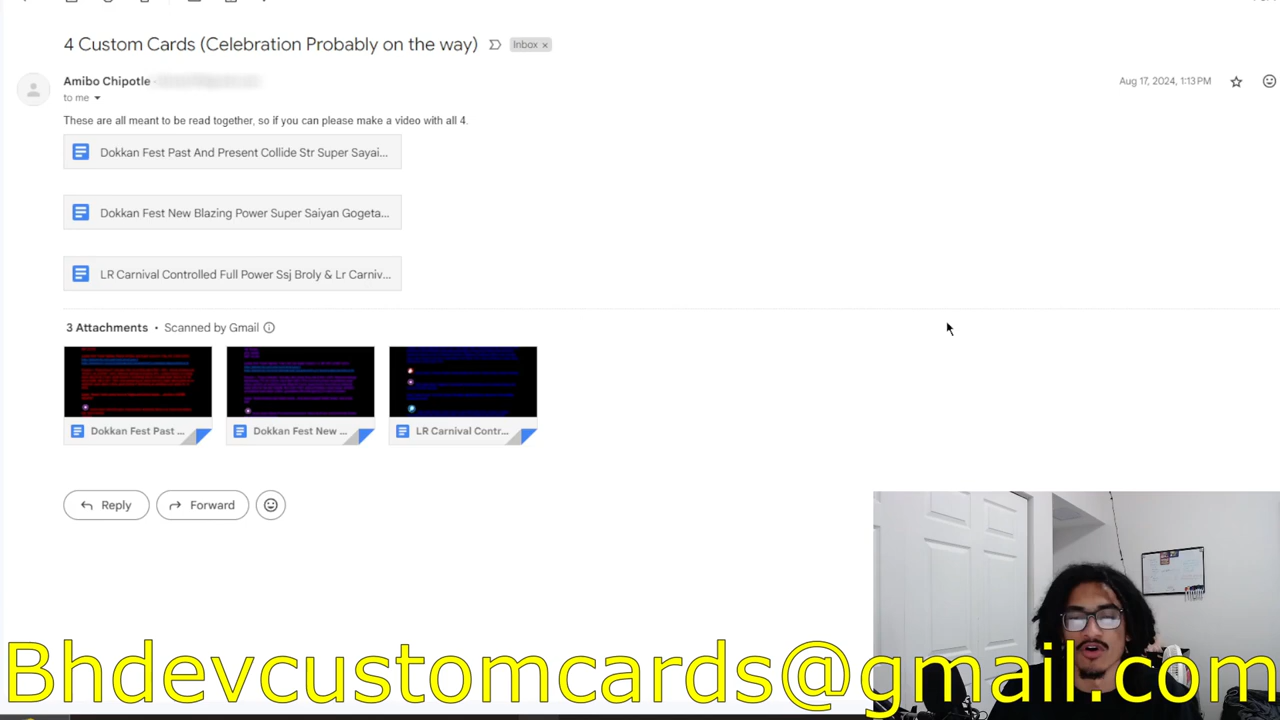 4 Custom Cards (Celebration Probably on the way) Inbox ×
Amibo Chipotle Aug 17, 2024, 1:13 PM
to me
These are all meant to be read together, so if you can please make a video with all 4.
Dokkan Fest Past And Present Collide Str Super Sayai...
Dokkan Fest New Blazing Power Super Saiyan Gogeta...
LR Carnival Controlled Full Power Ssj Broly & Lr Carniv...
3 Attachments • Scanned by Gmail
Dokkan Fest Past ... Dokkan Fest New ... LR Carnival Contr...
Reply Forward
Bhdevcustomcards@gmail.com